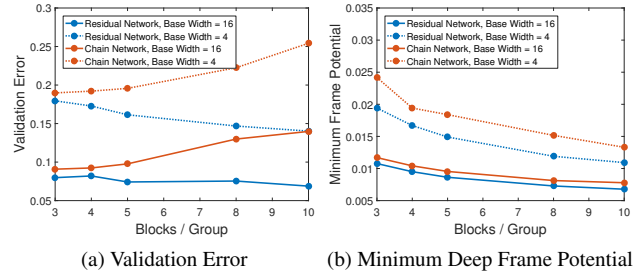 0.3
0.25
0.2
0.15
0.1
0.05
Validation Error
Residual Network, Base Width = 16
Residual Network, Base Width = 4
Chain Network, Base Width = 16
Chain Network, Base Width = 4
3 4 5 6 7 8 9 10
Blocks / Group
(a) Validation Error
0.035
0.03
0.025
0.02
0.015
0.01
0.005
Minimum Frame Potential
Residual Network, Base Width = 16
Residual Network, Base Width = 4
Chain Network, Base Width = 16
Chain Network, Base Width = 4
3 4 5 6 7 8 9 10
Blocks / Group
(b) Minimum Deep Frame Potential